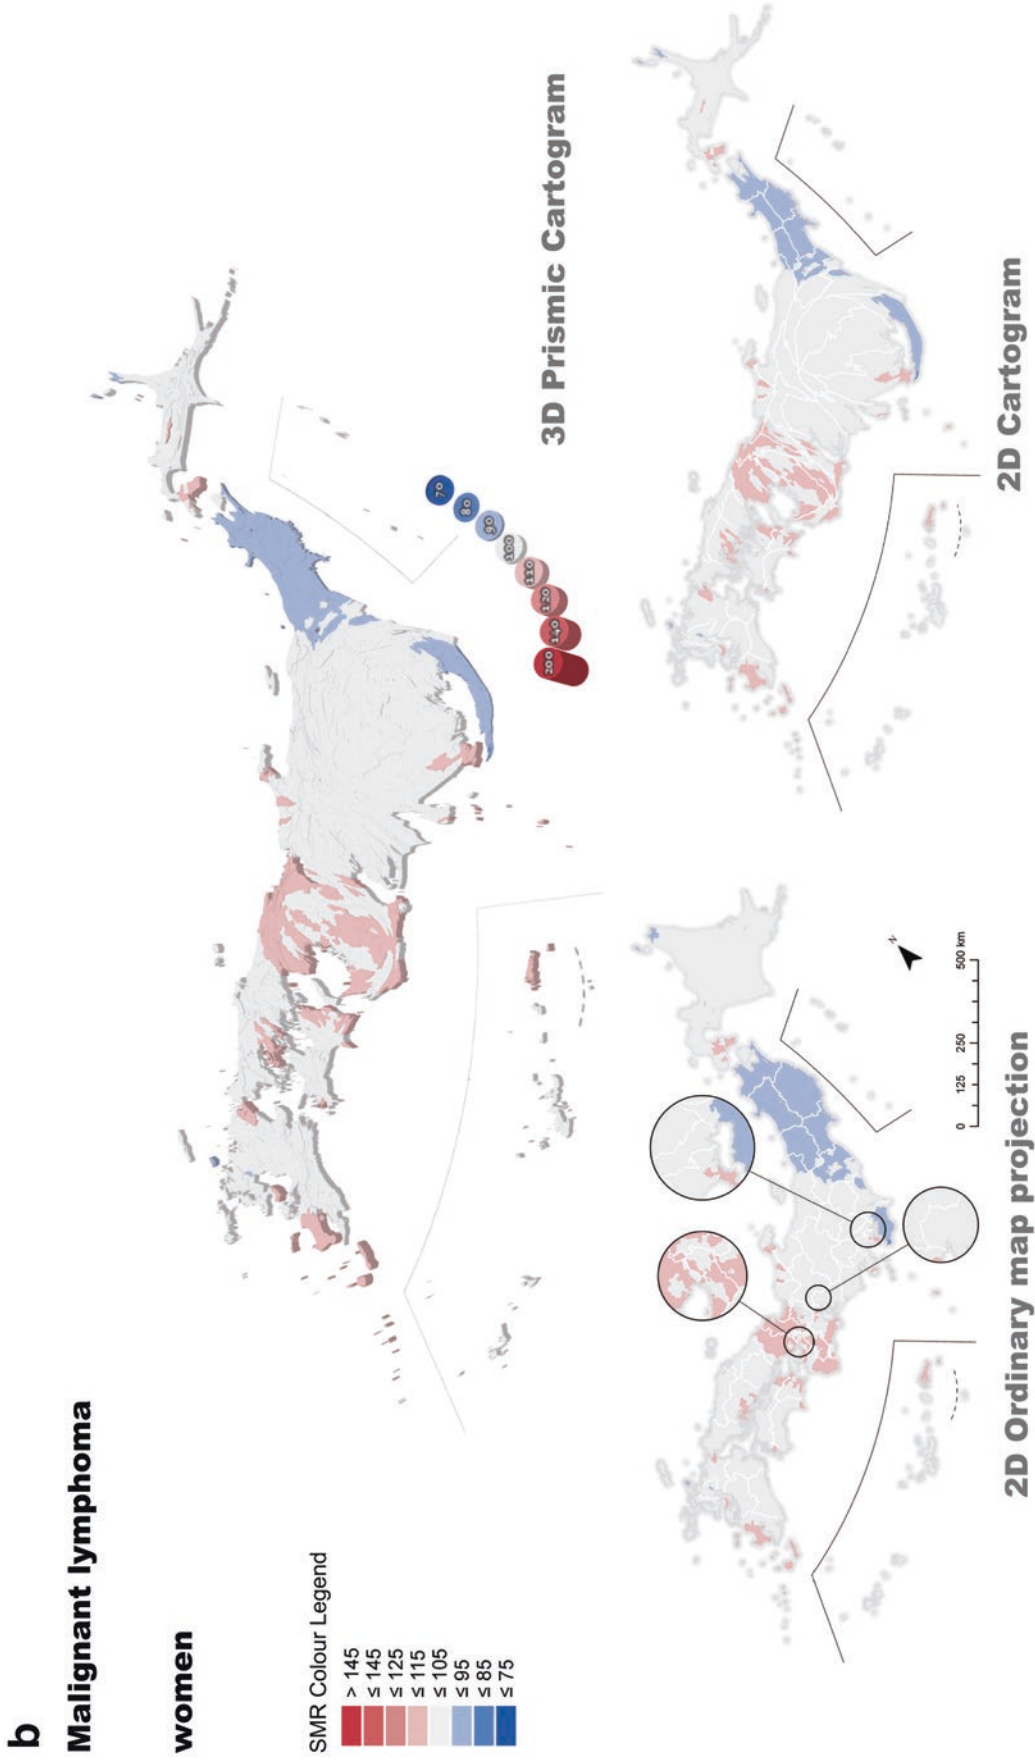 b
Malignant lymphoma
women
SMR Colour Legend
> 145
≤ 145
≤ 125
≤ 115
≤ 105
≤ 95
≤ 85
≤ 75
200
140
120
110
100
90
80
70
3D Prismic Cartogram
N
0 125 250 500 km
2D Ordinary map projection
2D Cartogram